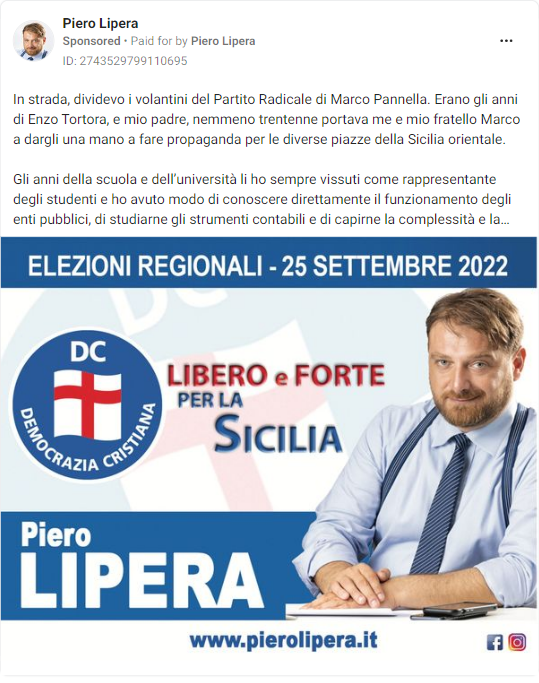 Piero Lipera
Sponsored • Paid for by Piero Lipera
ID: 2743529799110695
In strada, dividevo i volantini del Partito Radicale di Marco Pannella. Erano gli anni
di Enzo Tortora, e mio padre, nemmeno trentenne portava me e mio fratello Marco
a dargli una mano a fare propaganda per le diverse piazze della Sicilia orientale.
Gli anni della scuola e dell’università li ho sempre vissuti come rappresentante
degli studenti e ho avuto modo di conoscere direttamente il funzionamento degli
enti pubblici, di studiarne gli strumenti contabili e di capirne la complessità e la...
ELEZIONI REGIONALI - 25 SETTEMBRE 2022
DC
DEMOCRAZIA CRISTIANA
LIBERO e FORTE
PER LA
SICILIA
Piero
LIPERA
www.pierolipera.it